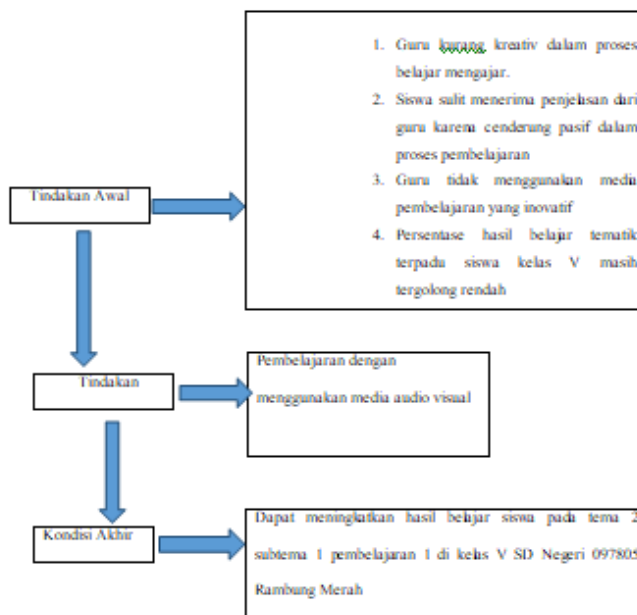 1. Guru kurang kreativ dalam proses
belajar mengajar.
2. Siswa sulit menerima penjelasan dari
guru karena cenderung pasif dalam
proses pembelajaran
3. Guru tidak menggunakan media
pembelajaran yang inovatif
4. Persentase hasil belajar tematik
terpadu siswa kelas V masih
tergolong rendah
Tindakan Awal
Tindakan
Pembelajaran dengan
menggunakan media audio visual
Kondisi Akhir
Dapat meningkatkan hasil belajar siswa pada tema 2
subtema 1 pembelajaran 1 di kelas V SD Negeri 097805
Rambung Merah